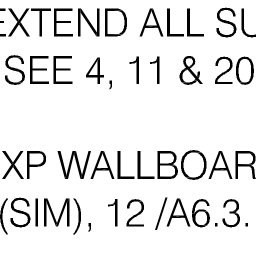 EXTEND ALL SU
SEE 4, 11 & 20
XP WALLBOAR
(SIM), 12 /A6.3.